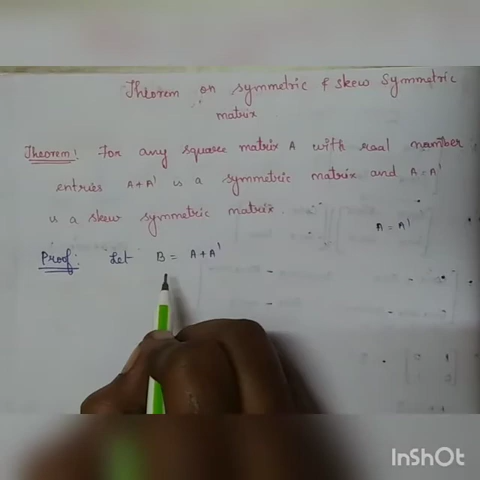 Theorem on symmetric & skew symmetric
matrix
Theorem: For any square matrix A with real number
entries A+A' is a symmetric matrix and A-A'
is a skew symmetric matrix.
A = A'
Proof: Let B = A+A'
InShOt